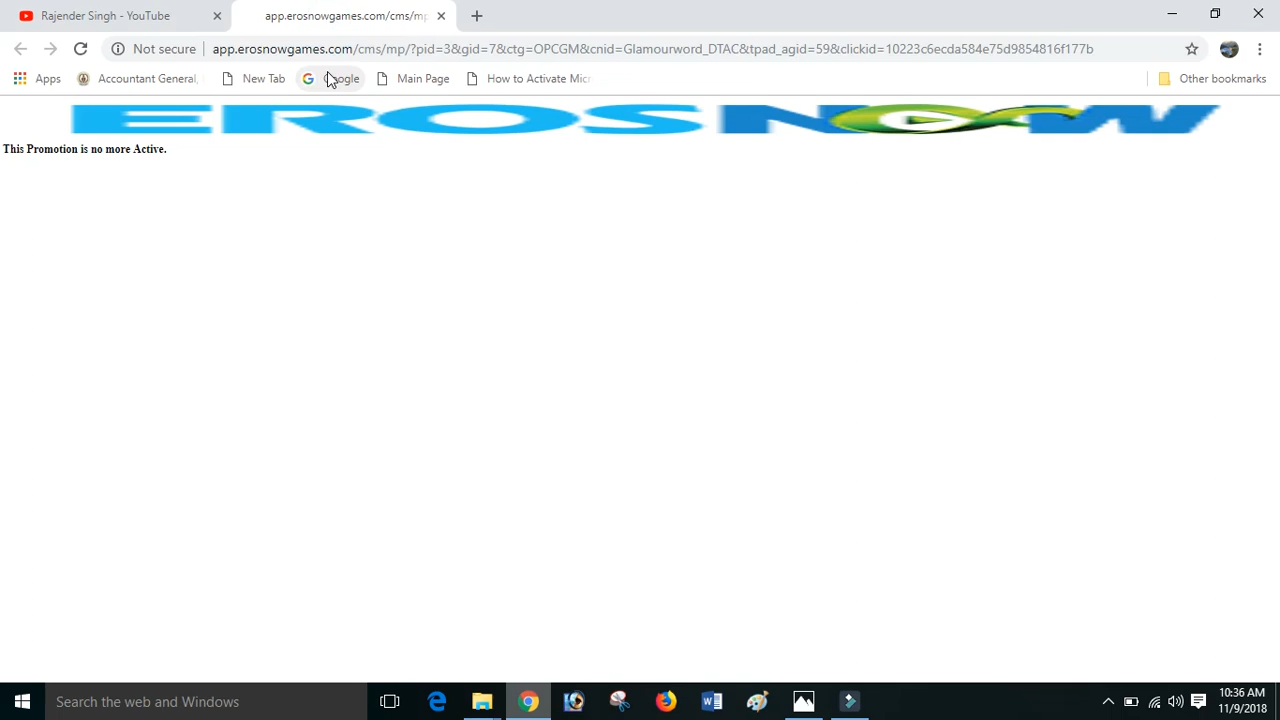 Rajender Singh - YouTube
app.erosnowgames.com/cms/mp
Not secure
app.erosnowgames.com/cms/mp/?pid=3&gid=7&ctg=OPCGM&cnid=Glamourword_DTAC&tpad_agid=59&clickid=10223c6ecda584e75d9854816f177b
Apps Accountant General, New Tab Google Main Page How to Activate Micr Other bookmarks
EROS NOW
This Promotion is no more Active.
Search the web and Windows
10:36 AM
11/9/2018